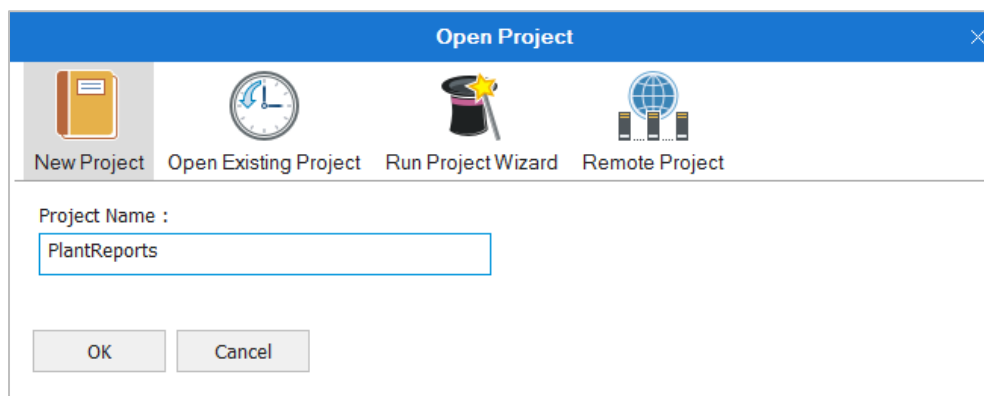 Open Project
New Project Open Existing Project Run Project Wizard Remote Project
Project Name :
PlantReports
OK Cancel